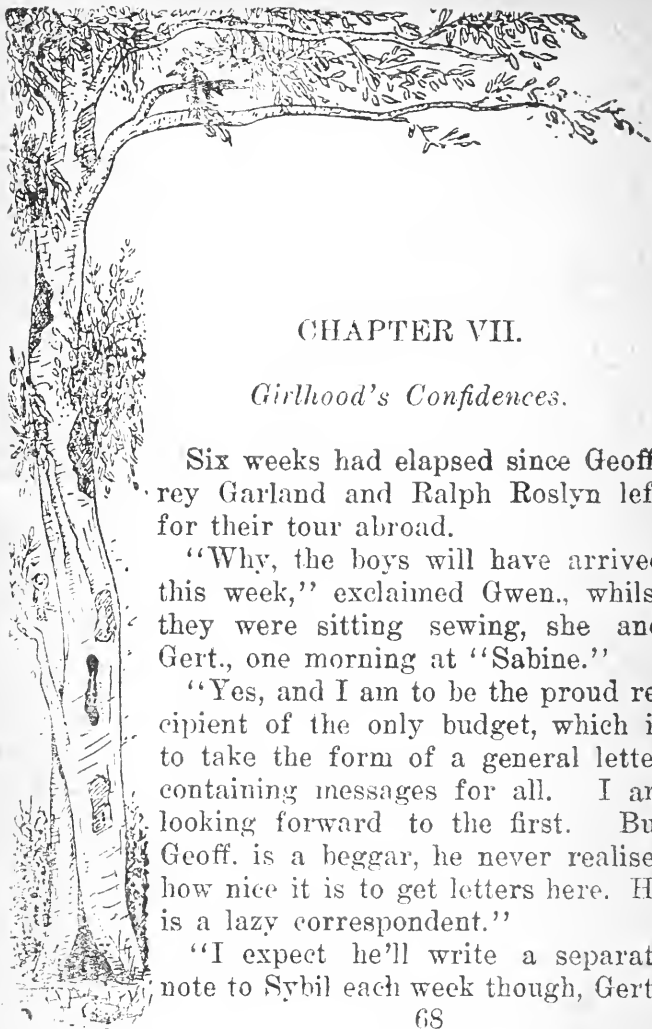 CHAPTER VII.
Girlhood's Confidences.
Six weeks had elapsed since Geoff
rey Garland and Ralph Roslyn lef
for their tour abroad.
"Why, the boys will have arrive
this week," exclaimed Gwen., whils
they were sitting sewing, she an
Gert., one morning at "Sabine."
"Yes, and I am to be the proud re
cipient of the only budget, which i
to take the form of a general lette
containing messages for all. I a
looking forward to the first. Bu
Geoff. is a beggar, he never realise
how nice it is to get letters here. H
is a lazy correspondent."
"I expect he'll write a separat
note to Sybil each week though, Gert
68